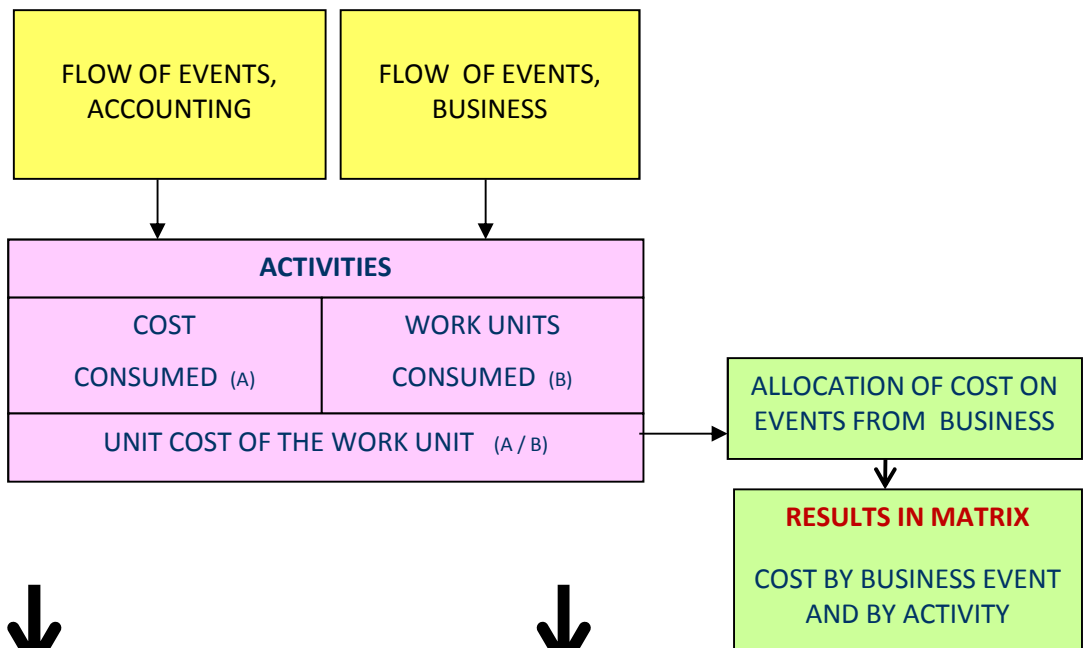 FLOW OF EVENTS,
ACCOUNTING
FLOW OF EVENTS,
BUSINESS
ACTIVITIES
COST
CONSUMED (A)
WORK UNITS
CONSUMED (B)
UNIT COST OF THE WORK UNIT (A / B)
ALLOCATION OF COST ON
EVENTS FROM BUSINESS
RESULTS IN MATRIX
COST BY BUSINESS EVENT
AND BY ACTIVITY